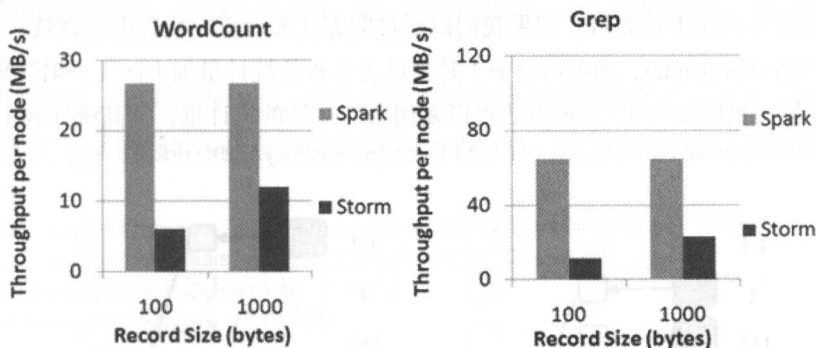 WordCount
Throughput per node (MB/s)
30
20
10
0
100
1000
Record Size (bytes)
Spark
Storm
Grep
Throughput per node (MB/s)
120
80
40
0
100
1000
Record Size (bytes)
Spark
Storm